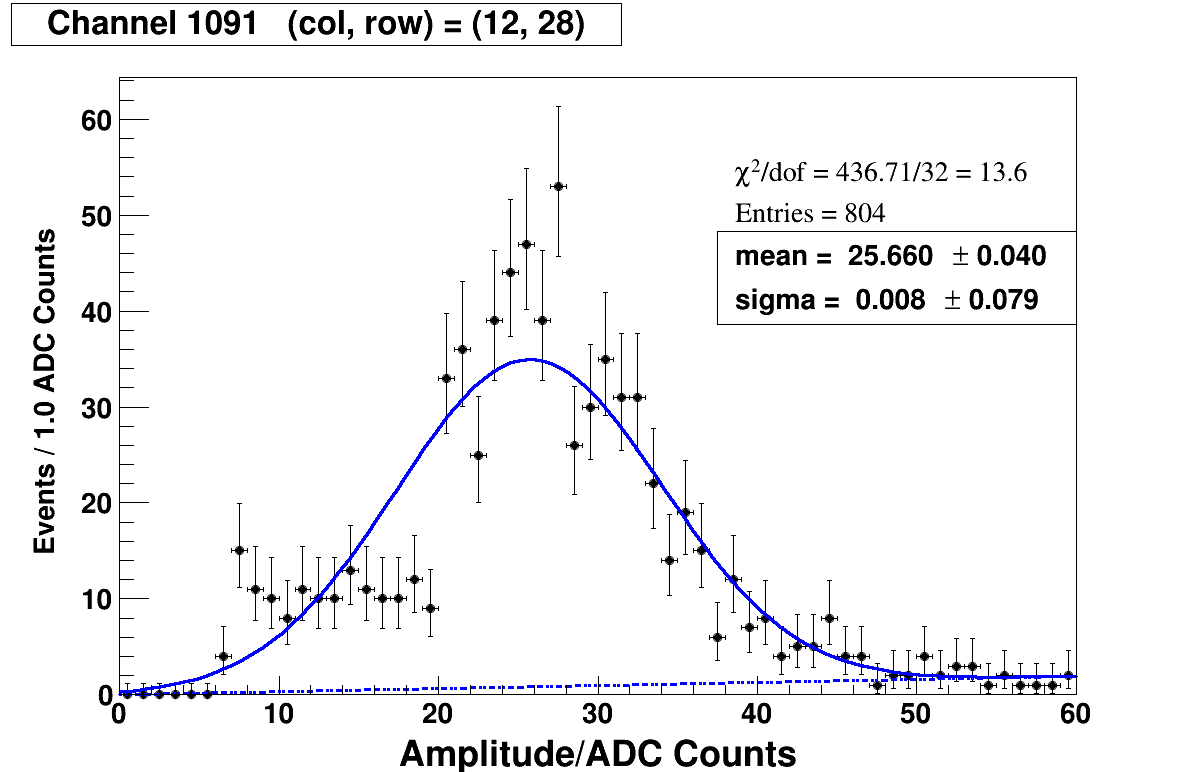 Channel 1091 (col, row) = (12, 28)
60
50
40
30
20
10
0
Events / 1.0 ADC Counts
χ²/dof = 436.71/32 = 13.6
Entries = 804
mean = 25.660 ± 0.040
sigma = 0.008 ± 0.079
0 10 20 30 40 50 60
Amplitude/ADC Counts